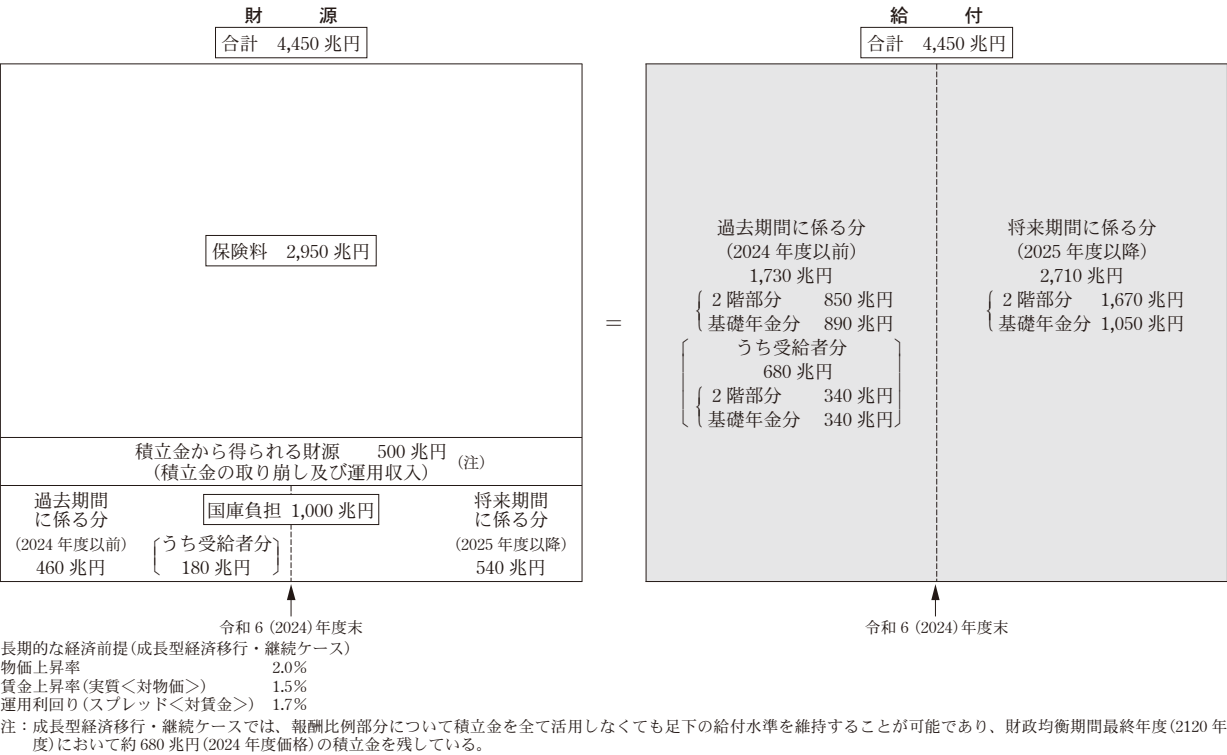 財　源
合計　4,450 兆円
保険料　2,950 兆円
積立金から得られる財源　500 兆円
(積立金の取り崩し及び運用収入)
(注)
過去期間
に係る分
(2024 年度以前)
460 兆円
国庫負担 1,000 兆円
うち受給者分
180 兆円
将来期間
に係る分
(2025 年度以降)
540 兆円
令和 6 (2024)年度末
=
給　付
合計　4,450 兆円
過去期間に係る分
(2024 年度以前)
1,730 兆円
2 階部分　850 兆円
基礎年金分　890 兆円
うち受給者分
680 兆円
2 階部分　340 兆円
基礎年金分　340 兆円
将来期間に係る分
(2025 年度以降)
2,710 兆円
2 階部分　1,670 兆円
基礎年金分 1,050 兆円
令和 6 (2024)年度末
長期的な経済前提(成長型経済移行・継続ケース)
物価上昇率　2.0%
賃金上昇率(実質<対物価>)　1.5%
運用利回り(スプレッド<対賃金>)　1.7%
注：成長型経済移行・継続ケースでは、報酬比例部分について積立金を全て活用しなくても足下の給付水準を維持することが可能であり、財政均衡期間最終年度(2120 年
度)において約 680 兆円(2024 年度価格)の積立金を残している。